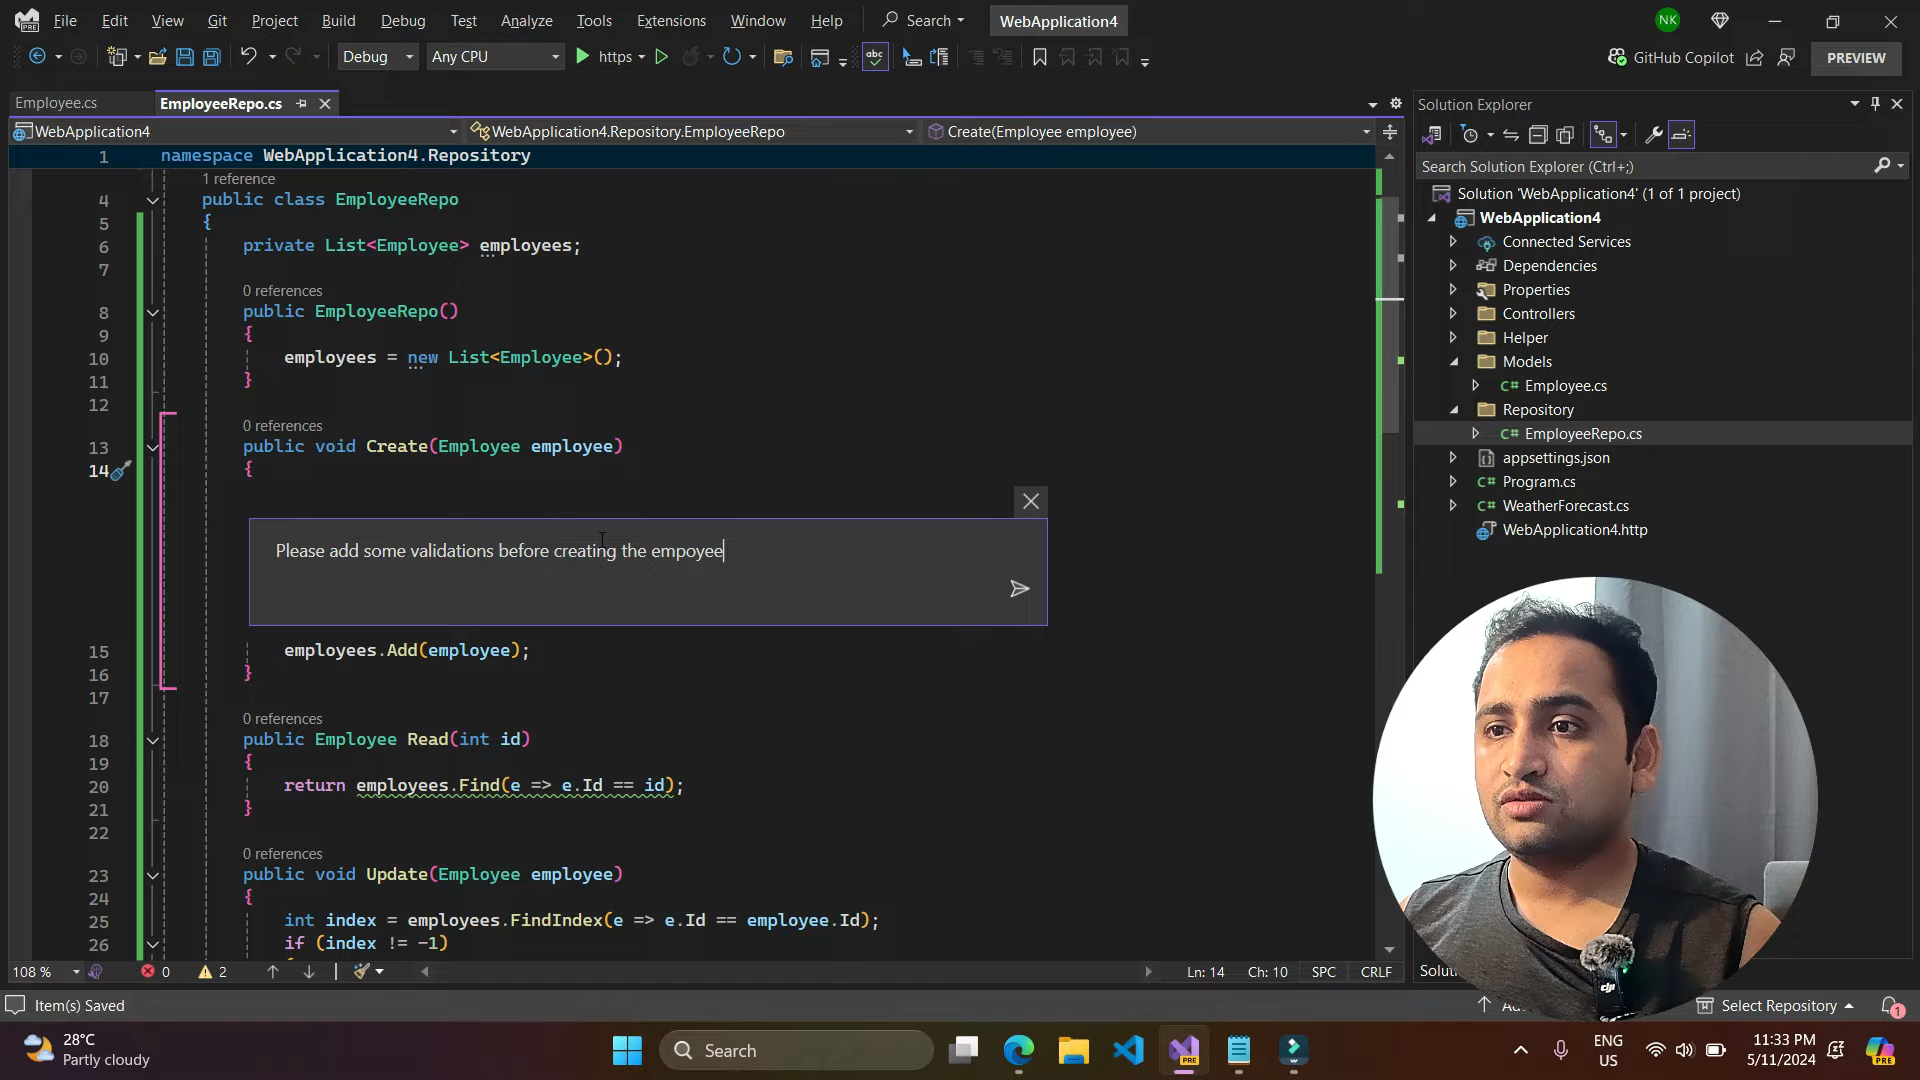 File Edit View Git Project Build Debug Test Analyze Tools Extensions Window Help Search WebApplication4 NK
Debug Any CPU https abc GitHub Copilot PREVIEW
Employee.cs EmployeeRepo.cs
WebApplication4 WebApplication4.Repository.EmployeeRepo Create(Employee employee)
1 namespace WebApplication4.Repository
1 reference
4 public class EmployeeRepo
5 {
6 private List<Employee> employees;
7
0 references
8 public EmployeeRepo()
9 {
10 employees = new List<Employee>();
11 }
12
0 references
13 public void Create(Employee employee)
14 {
Please add some validations before creating the empoyee
15 employees.Add(employee);
16 }
17
0 references
18 public Employee Read(int id)
19 {
20 return employees.Find(e => e.Id == id);
21 }
22
0 references
23 public void Update(Employee employee)
24 {
25 int index = employees.FindIndex(e => e.Id == employee.Id);
26 if (index != -1)
108 % 0 2 Ln: 14 Ch: 10 SPC CRLF
Solution Explorer
Search Solution Explorer (Ctrl+;)
Solution 'WebApplication4' (1 of 1 project)
WebApplication4
Connected Services
Dependencies
Properties
Controllers
Helper
Models
C# Employee.cs
Repository
C# EmployeeRepo.cs
appsettings.json
C# Program.cs
C# WeatherForecast.cs
WebApplication4.http
Item(s) Saved
Select Repository 1
28°C
Partly cloudy
Search
ENG
US
11:33 PM
5/11/2024
PRE
dji